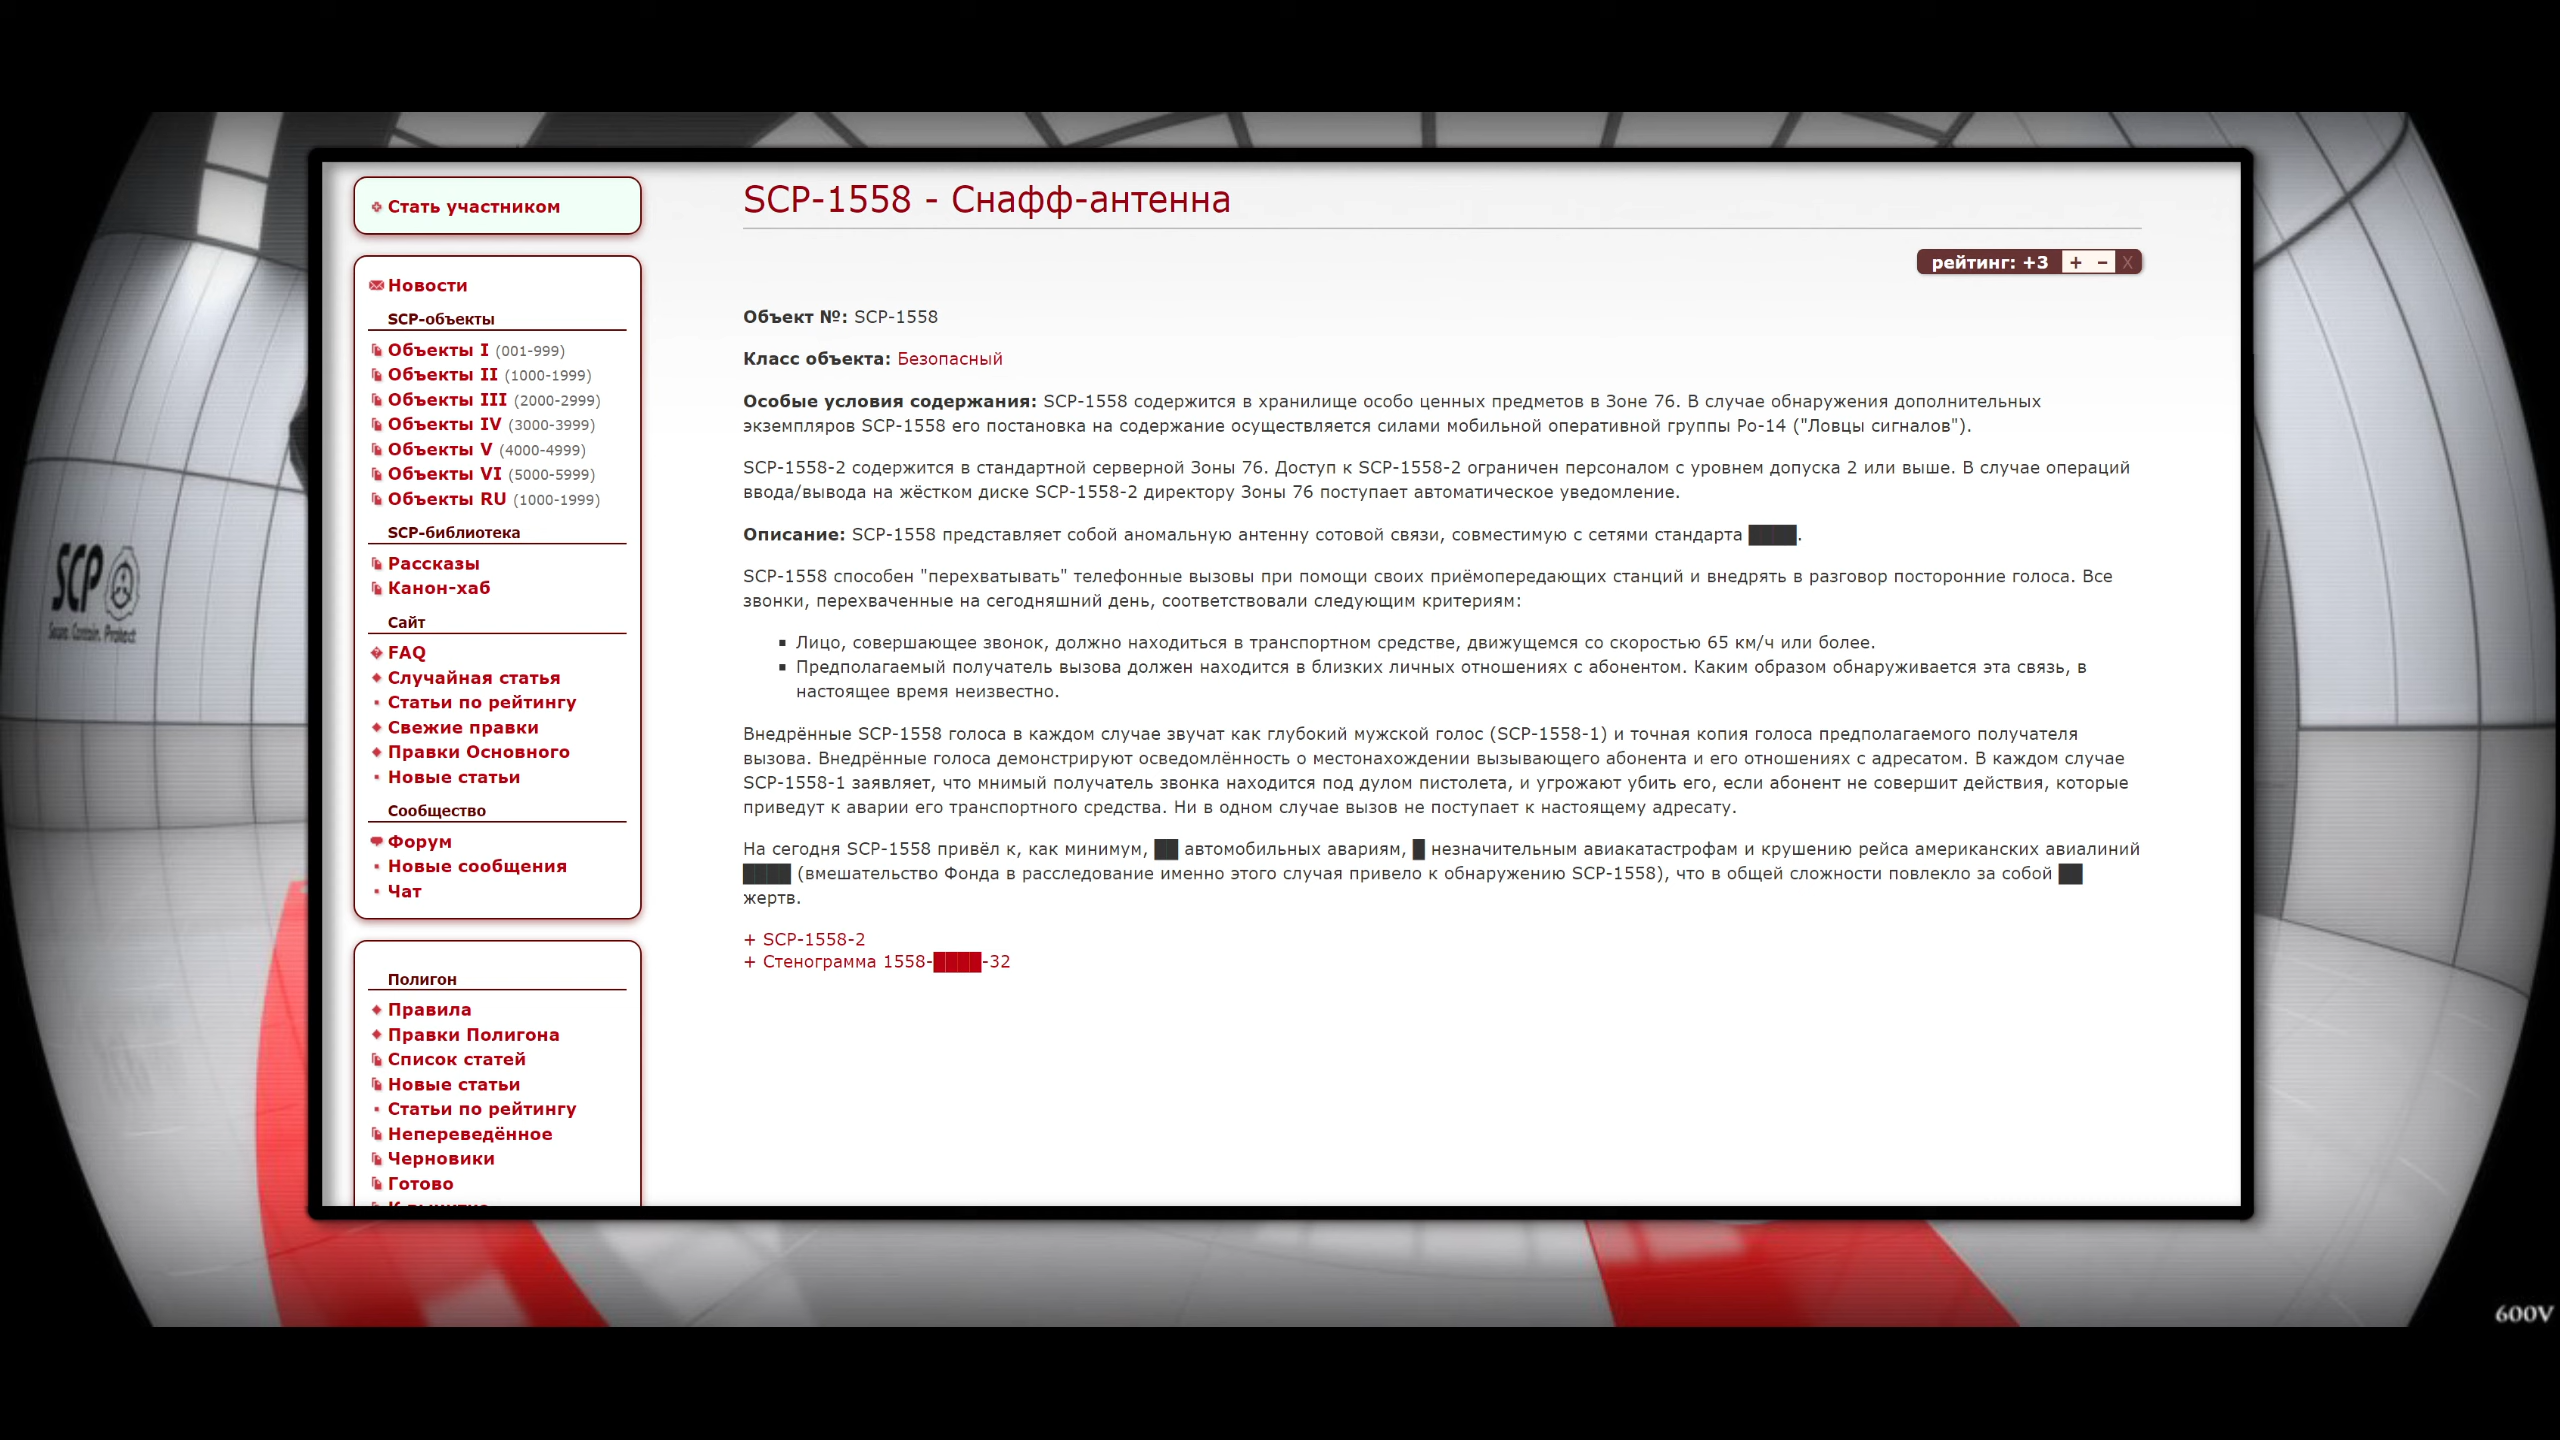 Стать участником
Новости
SCP-объекты
Объекты I (001-999)
Объекты II (1000-1999)
Объекты III (2000-2999)
Объекты IV (3000-3999)
Объекты V (4000-4999)
Объекты VI (5000-5999)
Объекты RU (1000-1999)
SCP-библиотека
Рассказы
Канон-хаб
Сайт
FAQ
Случайная статья
Статьи по рейтингу
Свежие правки
Правки Основного
Новые статьи
Сообщество
Форум
Новые сообщения
Чат
Полигон
Правила
Правки Полигона
Список статей
Новые статьи
Статьи по рейтингу
Непереведённое
Черновики
Готово
SCP-1558 - Снафф-антенна
рейтинг: +3 + − X
Объект №: SCP-1558
Класс объекта: Безопасный
Особые условия содержания: SCP-1558 содержится в хранилище особо ценных предметов в Зоне 76. В случае обнаружения дополнительных
экземпляров SCP-1558 его постановка на содержание осуществляется силами мобильной оперативной группы Ро-14 ("Ловцы сигналов").
SCP-1558-2 содержится в стандартной серверной Зоны 76. Доступ к SCP-1558-2 ограничен персоналом с уровнем допуска 2 или выше. В случае операций
ввода/вывода на жёстком диске SCP-1558-2 директору Зоны 76 поступает автоматическое уведомление.
Описание: SCP-1558 представляет собой аномальную антенну сотовой связи, совместимую с сетями стандарта ████.
SCP-1558 способен "перехватывать" телефонные вызовы при помощи своих приёмопередающих станций и внедрять в разговор посторонние голоса. Все
звонки, перехваченные на сегодняшний день, соответствовали следующим критериям:
▪ Лицо, совершающее звонок, должно находиться в транспортном средстве, движущемся со скоростью 65 км/ч или более.
▪ Предполагаемый получатель вызова должен находится в близких личных отношениях с абонентом. Каким образом обнаруживается эта связь, в
настоящее время неизвестно.
Внедрённые SCP-1558 голоса в каждом случае звучат как глубокий мужской голос (SCP-1558-1) и точная копия голоса предполагаемого получателя
вызова. Внедрённые голоса демонстрируют осведомлённость о местонахождении вызывающего абонента и его отношениях с адресатом. В каждом случае
SCP-1558-1 заявляет, что мнимый получатель звонка находится под дулом пистолета, и угрожают убить его, если абонент не совершит действия, которые
приведут к аварии его транспортного средства. Ни в одном случае вызов не поступает к настоящему адресату.
На сегодня SCP-1558 привёл к, как минимум, ██ автомобильных авариям, █ незначительным авиакатастрофам и крушению рейса американских авиалиний
████ (вмешательство Фонда в расследование именно этого случая привело к обнаружению SCP-1558), что в общей сложности повлекло за собой ██
жертв.
+ SCP-1558-2
+ Стенограмма 1558-████-32
SCP
Secure. Contain. Protect
600V